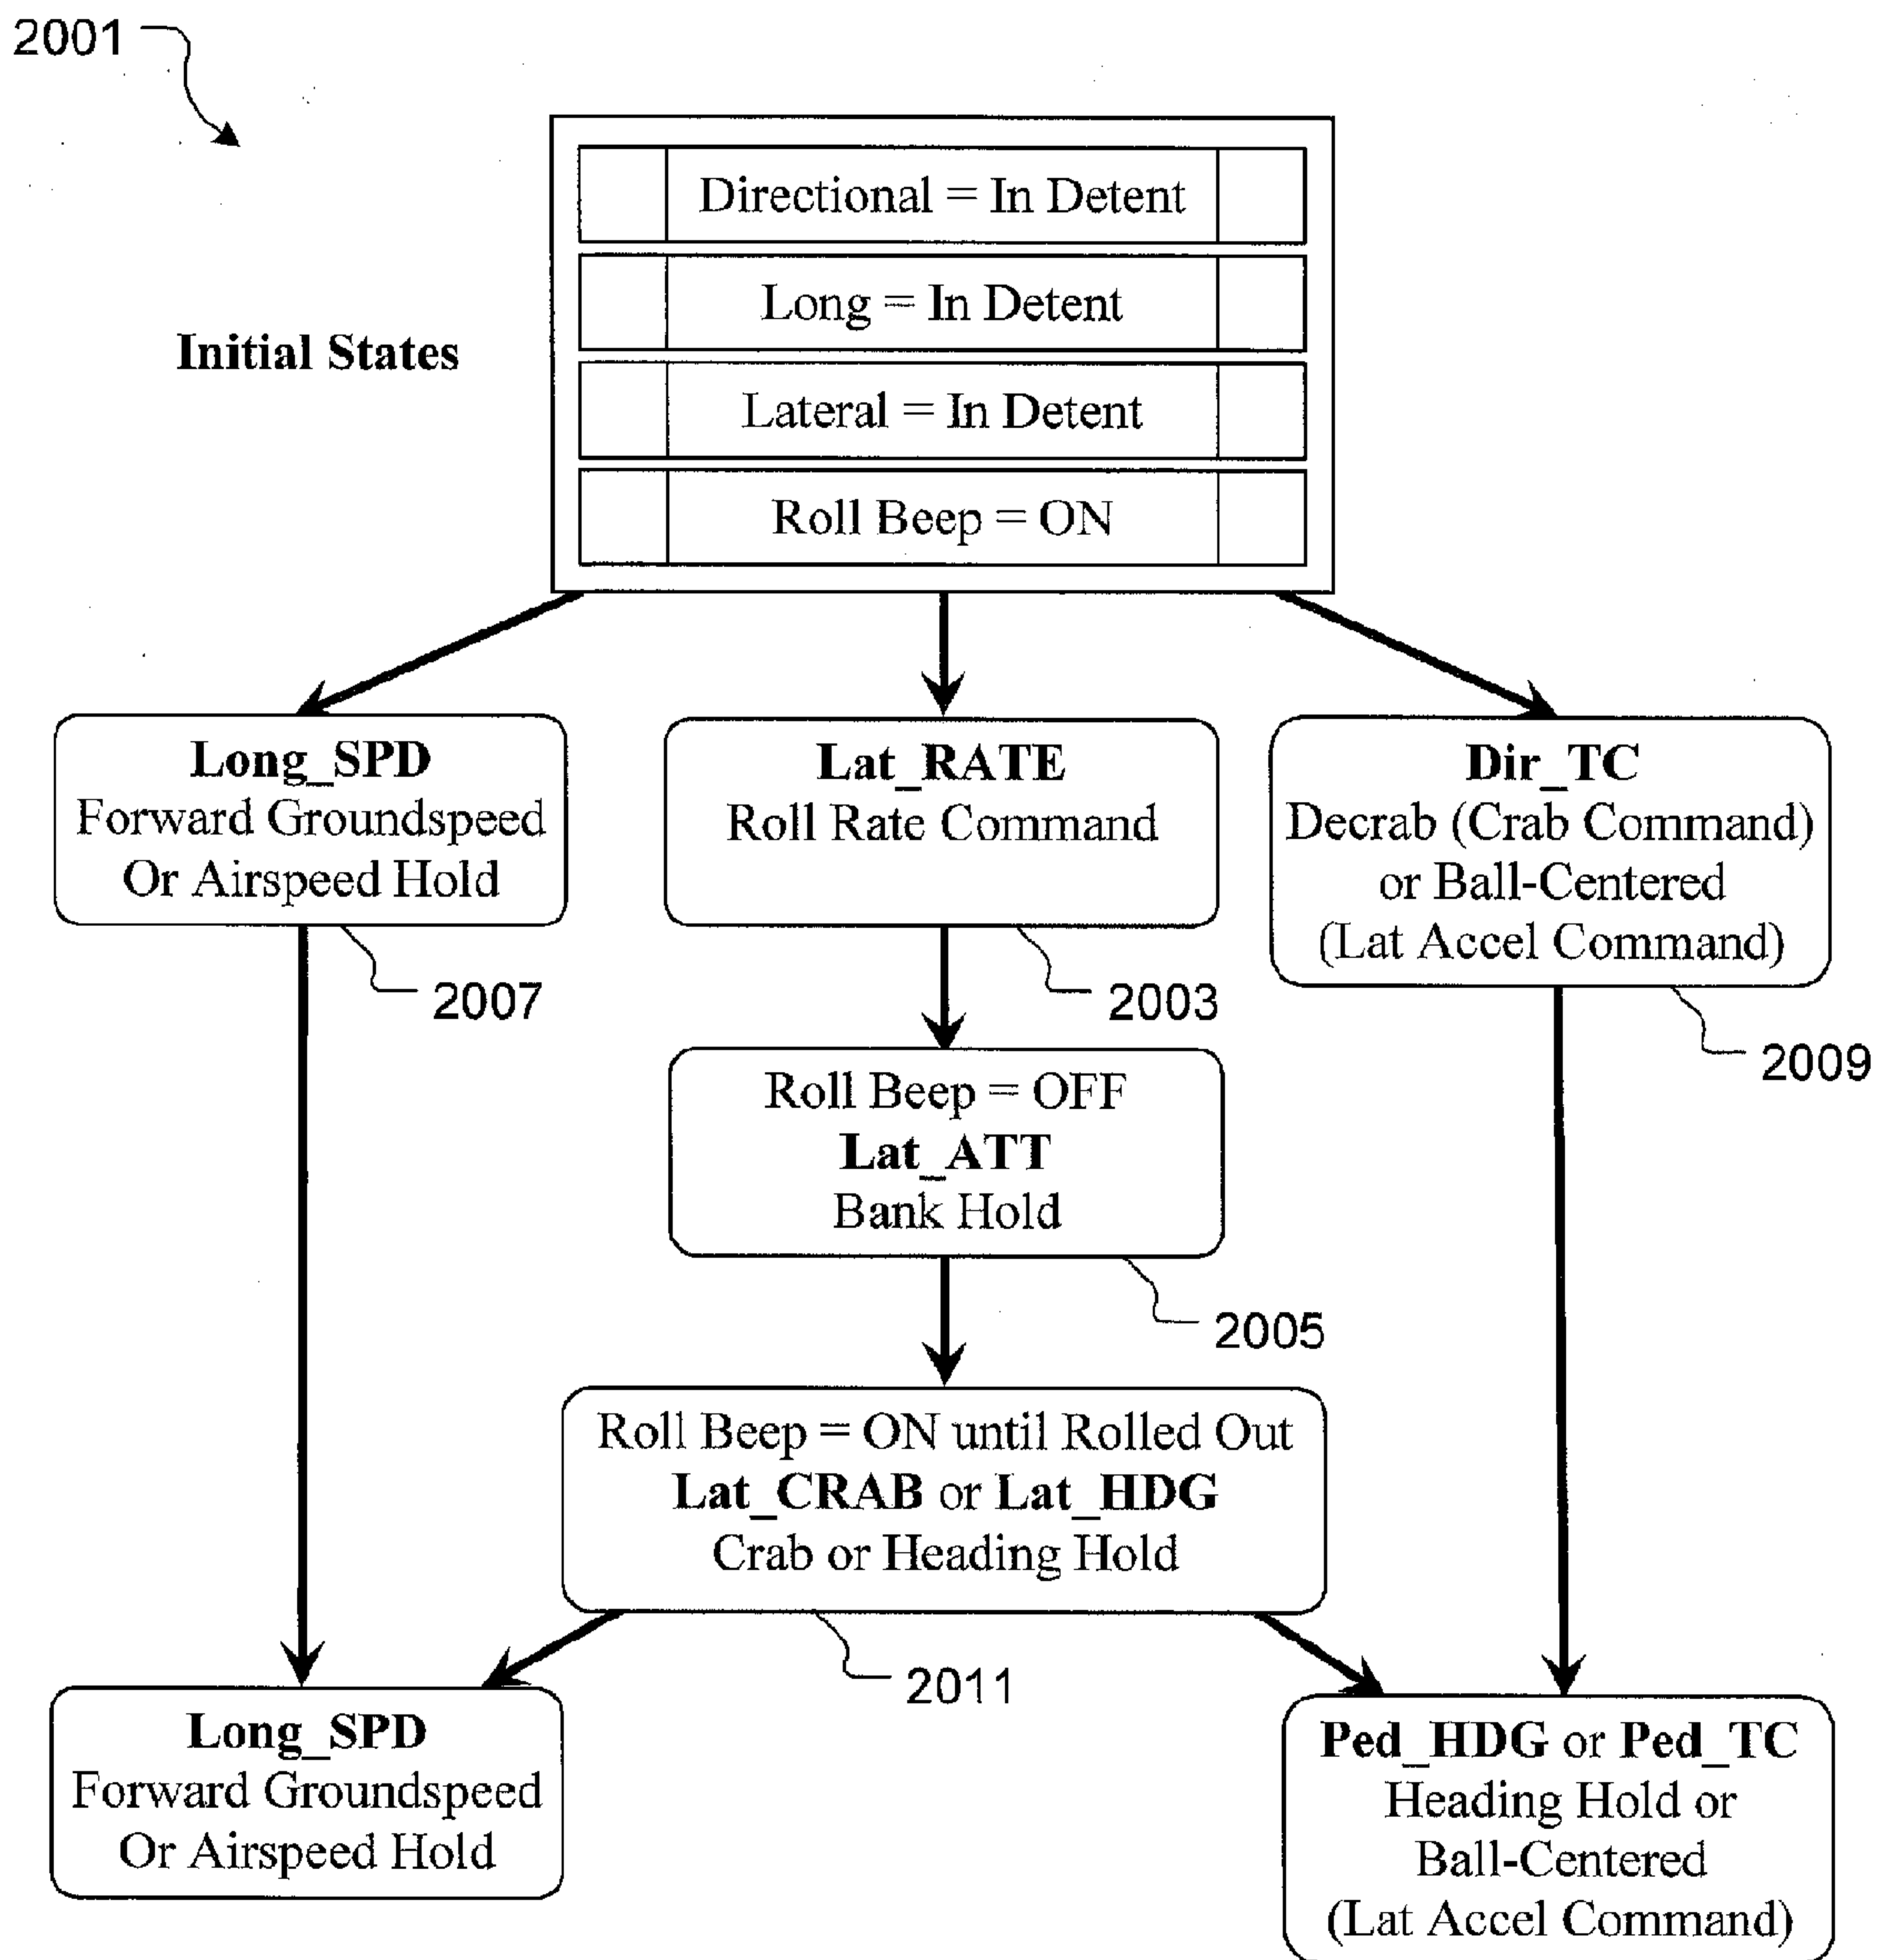 2001
Directional = In Detent
Long = In Detent
Initial States
Lateral = In Detent
Roll Beep = ON
Long_SPD
Forward Groundspeed
Or Airspeed Hold
2007
Lat_RATE
Roll Rate Command
2003
Dir_TC
Decrab (Crab Command)
or Ball-Centered
(Lat Accel Command)
2009
Roll Beep = OFF
Lat_ATT
Bank Hold
2005
Roll Beep = ON until Rolled Out
Lat_CRAB or Lat_HDG
Crab or Heading Hold
2011
Long_SPD
Forward Groundspeed
Or Airspeed Hold
Ped_HDG or Ped_TC
Heading Hold or
Ball-Centered
(Lat Accel Command)